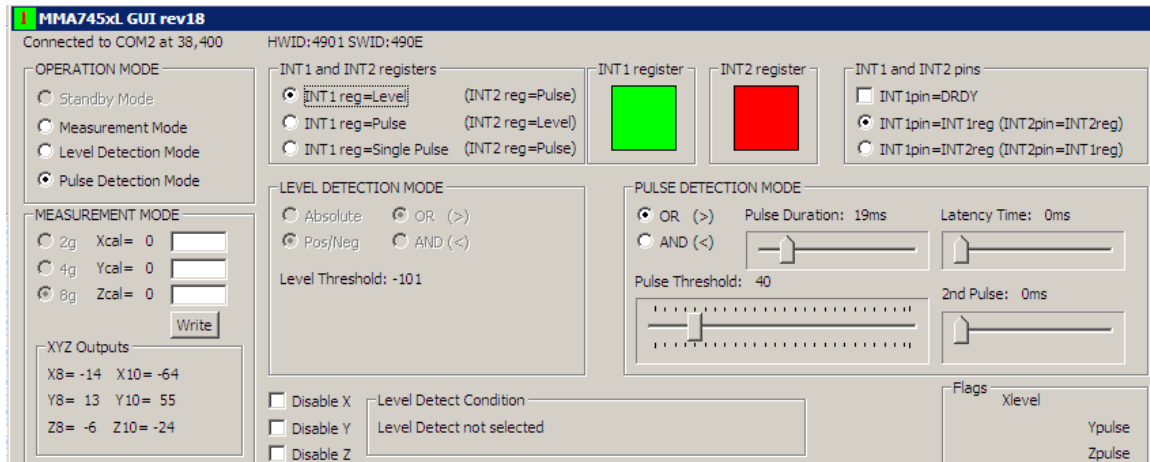 MMA745xL GUI rev18
Connected to COM2 at 38,400 HWID:4901 SWID:490E
OPERATION MODE
Standby Mode
Measurement Mode
Level Detection Mode
Pulse Detection Mode
INT1 and INT2 registers
INT1 reg=Level (INT2 reg=Pulse)
INT1 reg=Pulse (INT2 reg=Level)
INT1 reg=Single Pulse (INT2 reg=Pulse)
INT1 register
INT2 register
INT1 and INT2 pins
INT1pin=DRDY
INT1pin=INT1reg (INT2pin=INT2reg)
INT1pin=INT2reg (INT2pin=INT1reg)
MEASUREMENT MODE
2g Xcal= 0
4g Ycal= 0
8g Zcal= 0
Write
XYZ Outputs
X8= -14 X10= -64
Y8= 13 Y10= 55
Z8= -6 Z10= -24
LEVEL DETECTION MODE
Absolute OR (>)
Pos/Neg AND (<)
Level Threshold: -101
PULSE DETECTION MODE
OR (>) Pulse Duration: 19ms Latency Time: 0ms
AND (<)
Pulse Threshold: 40
2nd Pulse: 0ms
Disable X
Disable Y
Disable Z
Level Detect Condition
Level Detect not selected
Flags
Xlevel
Ypulse
Zpulse